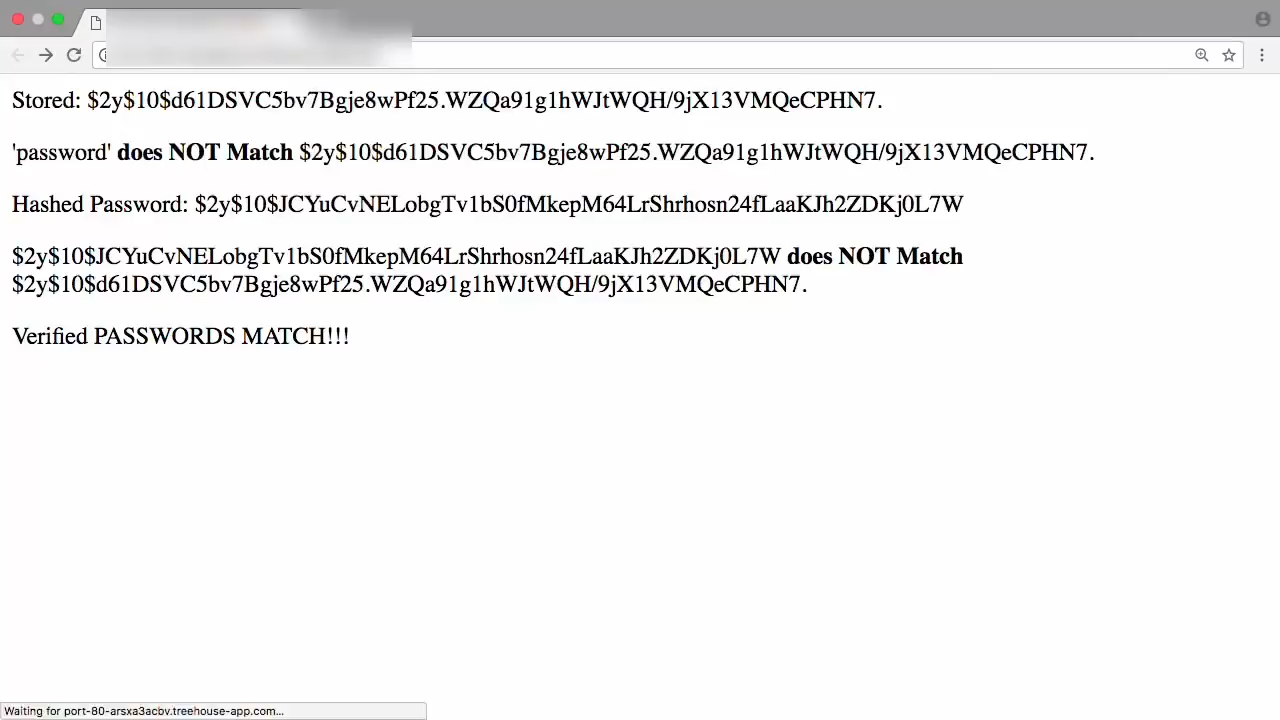 Stored: $2y$10$d61DSVC5bv7Bgje8wPf25.WZQa91g1hWJtWQH/9jX13VMQeCPHN7.
'password' does NOT Match $2y$10$d61DSVC5bv7Bgje8wPf25.WZQa91g1hWJtWQH/9jX13VMQeCPHN7.
Hashed Password: $2y$10$JCYuCvNELobgTv1bS0fMkepM64LrShrhosn24fLaaKJh2ZDKj0L7W
$2y$10$JCYuCvNELobgTv1bS0fMkepM64LrShrhosn24fLaaKJh2ZDKj0L7W does NOT Match
$2y$10$d61DSVC5bv7Bgje8wPf25.WZQa91g1hWJtWQH/9jX13VMQeCPHN7.
Verified PASSWORDS MATCH!!!
Waiting for port-80-arsxa3acbv.treehouse-app.com...